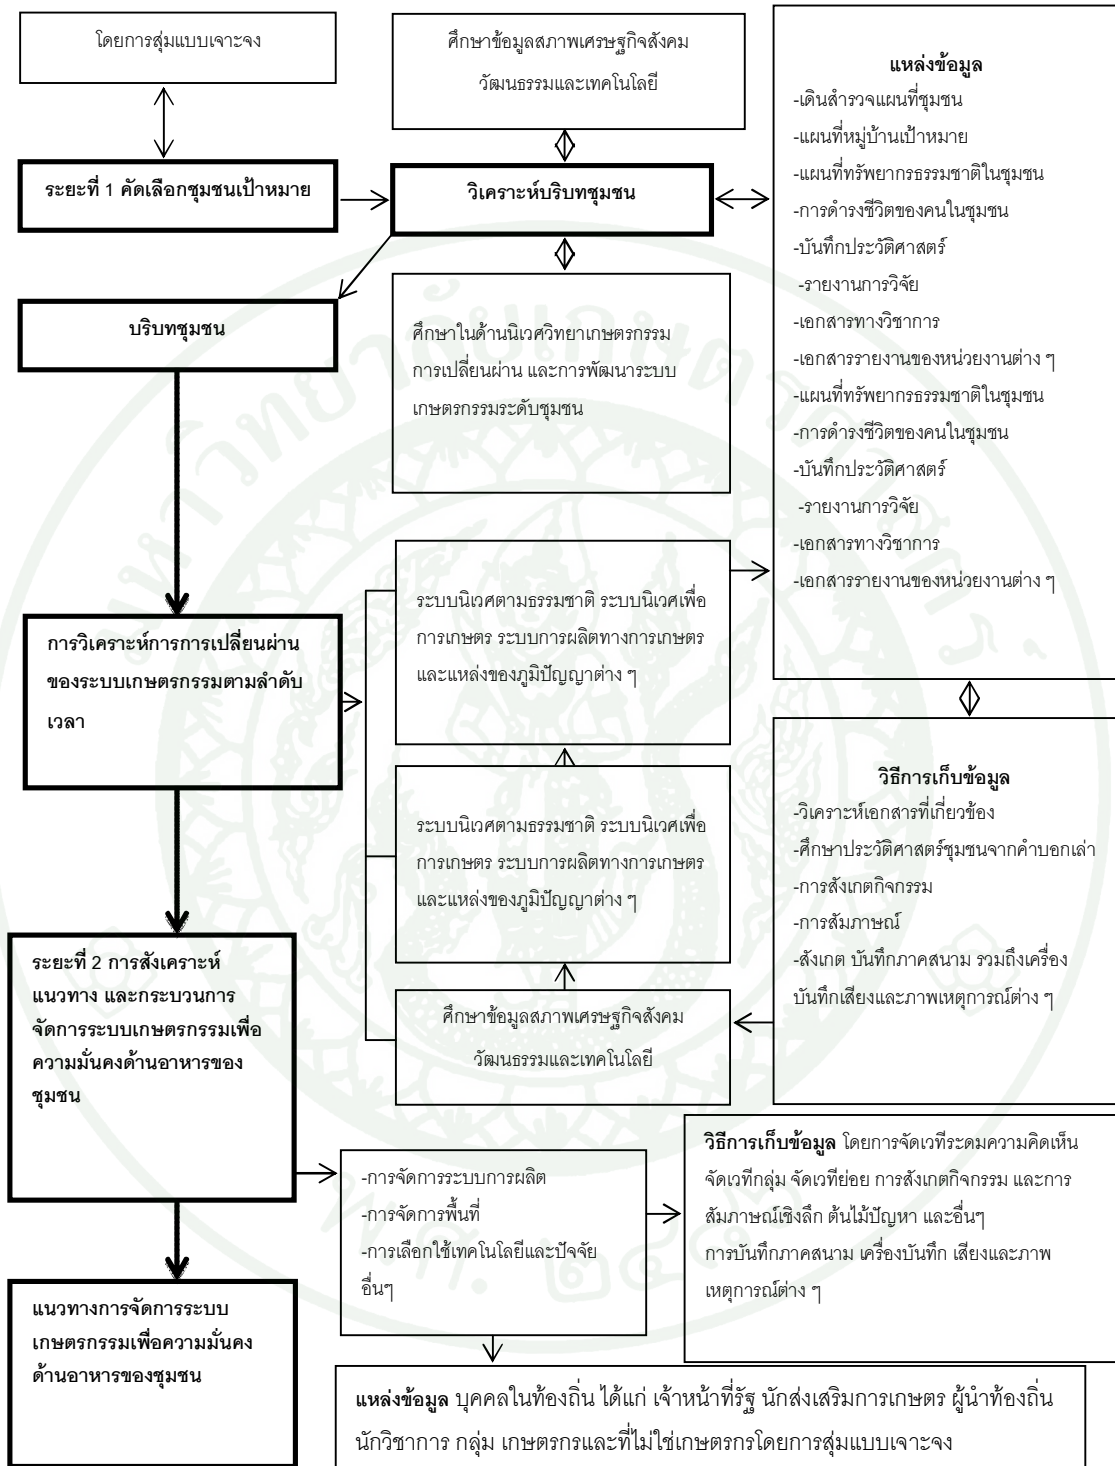 โดยการสุ่มแบบเจาะจง
ศึกษาข้อมูลสภาพเศรษฐกิจสังคม
วัฒนธรรมและเทคโนโลยี
ระยะที่ 1 คัดเลือกชุมชนเป้าหมาย
วิเคราะห์บริบทชุมชน
แหล่งข้อมูล
-เดินสำรวจแผนที่ชุมชน
-แผนที่หมู่บ้านเป้าหมาย
-แผนที่ทรัพยากรธรรมชาติในชุมชน
-การดำรงชีวิตของคนในชุมชน
-บันทึกประวัติศาสตร์
-รายงานการวิจัย
-เอกสารทางวิชาการ
-เอกสารรายงานของหน่วยงานต่าง ๆ
-แผนที่ทรัพยากรธรรมชาติในชุมชน
-การดำรงชีวิตของคนในชุมชน
-บันทึกประวัติศาสตร์
-รายงานการวิจัย
-เอกสารทางวิชาการ
-เอกสารรายงานของหน่วยงานต่าง ๆ
บริบทชุมชน
ศึกษาในด้านนิเวศวิทยาเกษตรกรรม
การเปลี่ยนผ่าน และการพัฒนาระบบ
เกษตรกรรมระดับชุมชน
การวิเคราะห์การการเปลี่ยนผ่าน
ของระบบเกษตรกรรมตามลำดับ
เวลา
ระบบนิเวศตามธรรมชาติ ระบบนิเวศเพื่อ
การเกษตร ระบบการผลิตทางการเกษตร
และแหล่งของภูมิปัญญาต่าง ๆ
ระบบนิเวศตามธรรมชาติ ระบบนิเวศเพื่อ
การเกษตร ระบบการผลิตทางการเกษตร
และแหล่งของภูมิปัญญาต่าง ๆ
วิธีการเก็บข้อมูล
-วิเคราะห์เอกสารที่เกี่ยวข้อง
-ศึกษาประวัติศาสตร์ชุมชนจากคำบอกเล่า
-การสังเกตกิจกรรม
-การสัมภาษณ์
-สังเกต บันทึกภาคสนาม รวมถึงเครื่อง
บันทึกเสียงและภาพเหตุการณ์ต่าง ๆ
ระยะที่ 2 การสังเคราะห์
แนวทาง และกระบวนการ
จัดการระบบเกษตรกรรมเพื่อ
ความมั่นคงด้านอาหารของ
ชุมชน
ศึกษาข้อมูลสภาพเศรษฐกิจสังคม
วัฒนธรรมและเทคโนโลยี
-การจัดการระบบการผลิต
-การจัดการพื้นที่
-การเลือกใช้เทคโนโลยีและปัจจัย
อื่นๆ
วิธีการเก็บข้อมูล โดยการจัดเวทีระดมความคิดเห็น
จัดเวทีกลุ่ม จัดเวทีย่อย การสังเกตกิจกรรม และการ
สัมภาษณ์เชิงลึก ต้นไม้ปัญหา และอื่นๆ
การบันทึกภาคสนาม เครื่องบันทึก เสียงและภาพ
เหตุการณ์ต่าง ๆ
แนวทางการจัดการระบบ
เกษตรกรรมเพื่อความมั่นคง
ด้านอาหารของชุมชน
แหล่งข้อมูล บุคคลในท้องถิ่น ได้แก่ เจ้าหน้าที่รัฐ นักส่งเสริมการเกษตร ผู้นำท้องถิ่น
นักวิชาการ กลุ่ม เกษตรกรและที่ไม่ใช่เกษตรกรโดยการสุ่มแบบเจาะจง
มหาวิทยาลัยเกษตรศาสตร์
พ.ศ. ๒๔๘๖